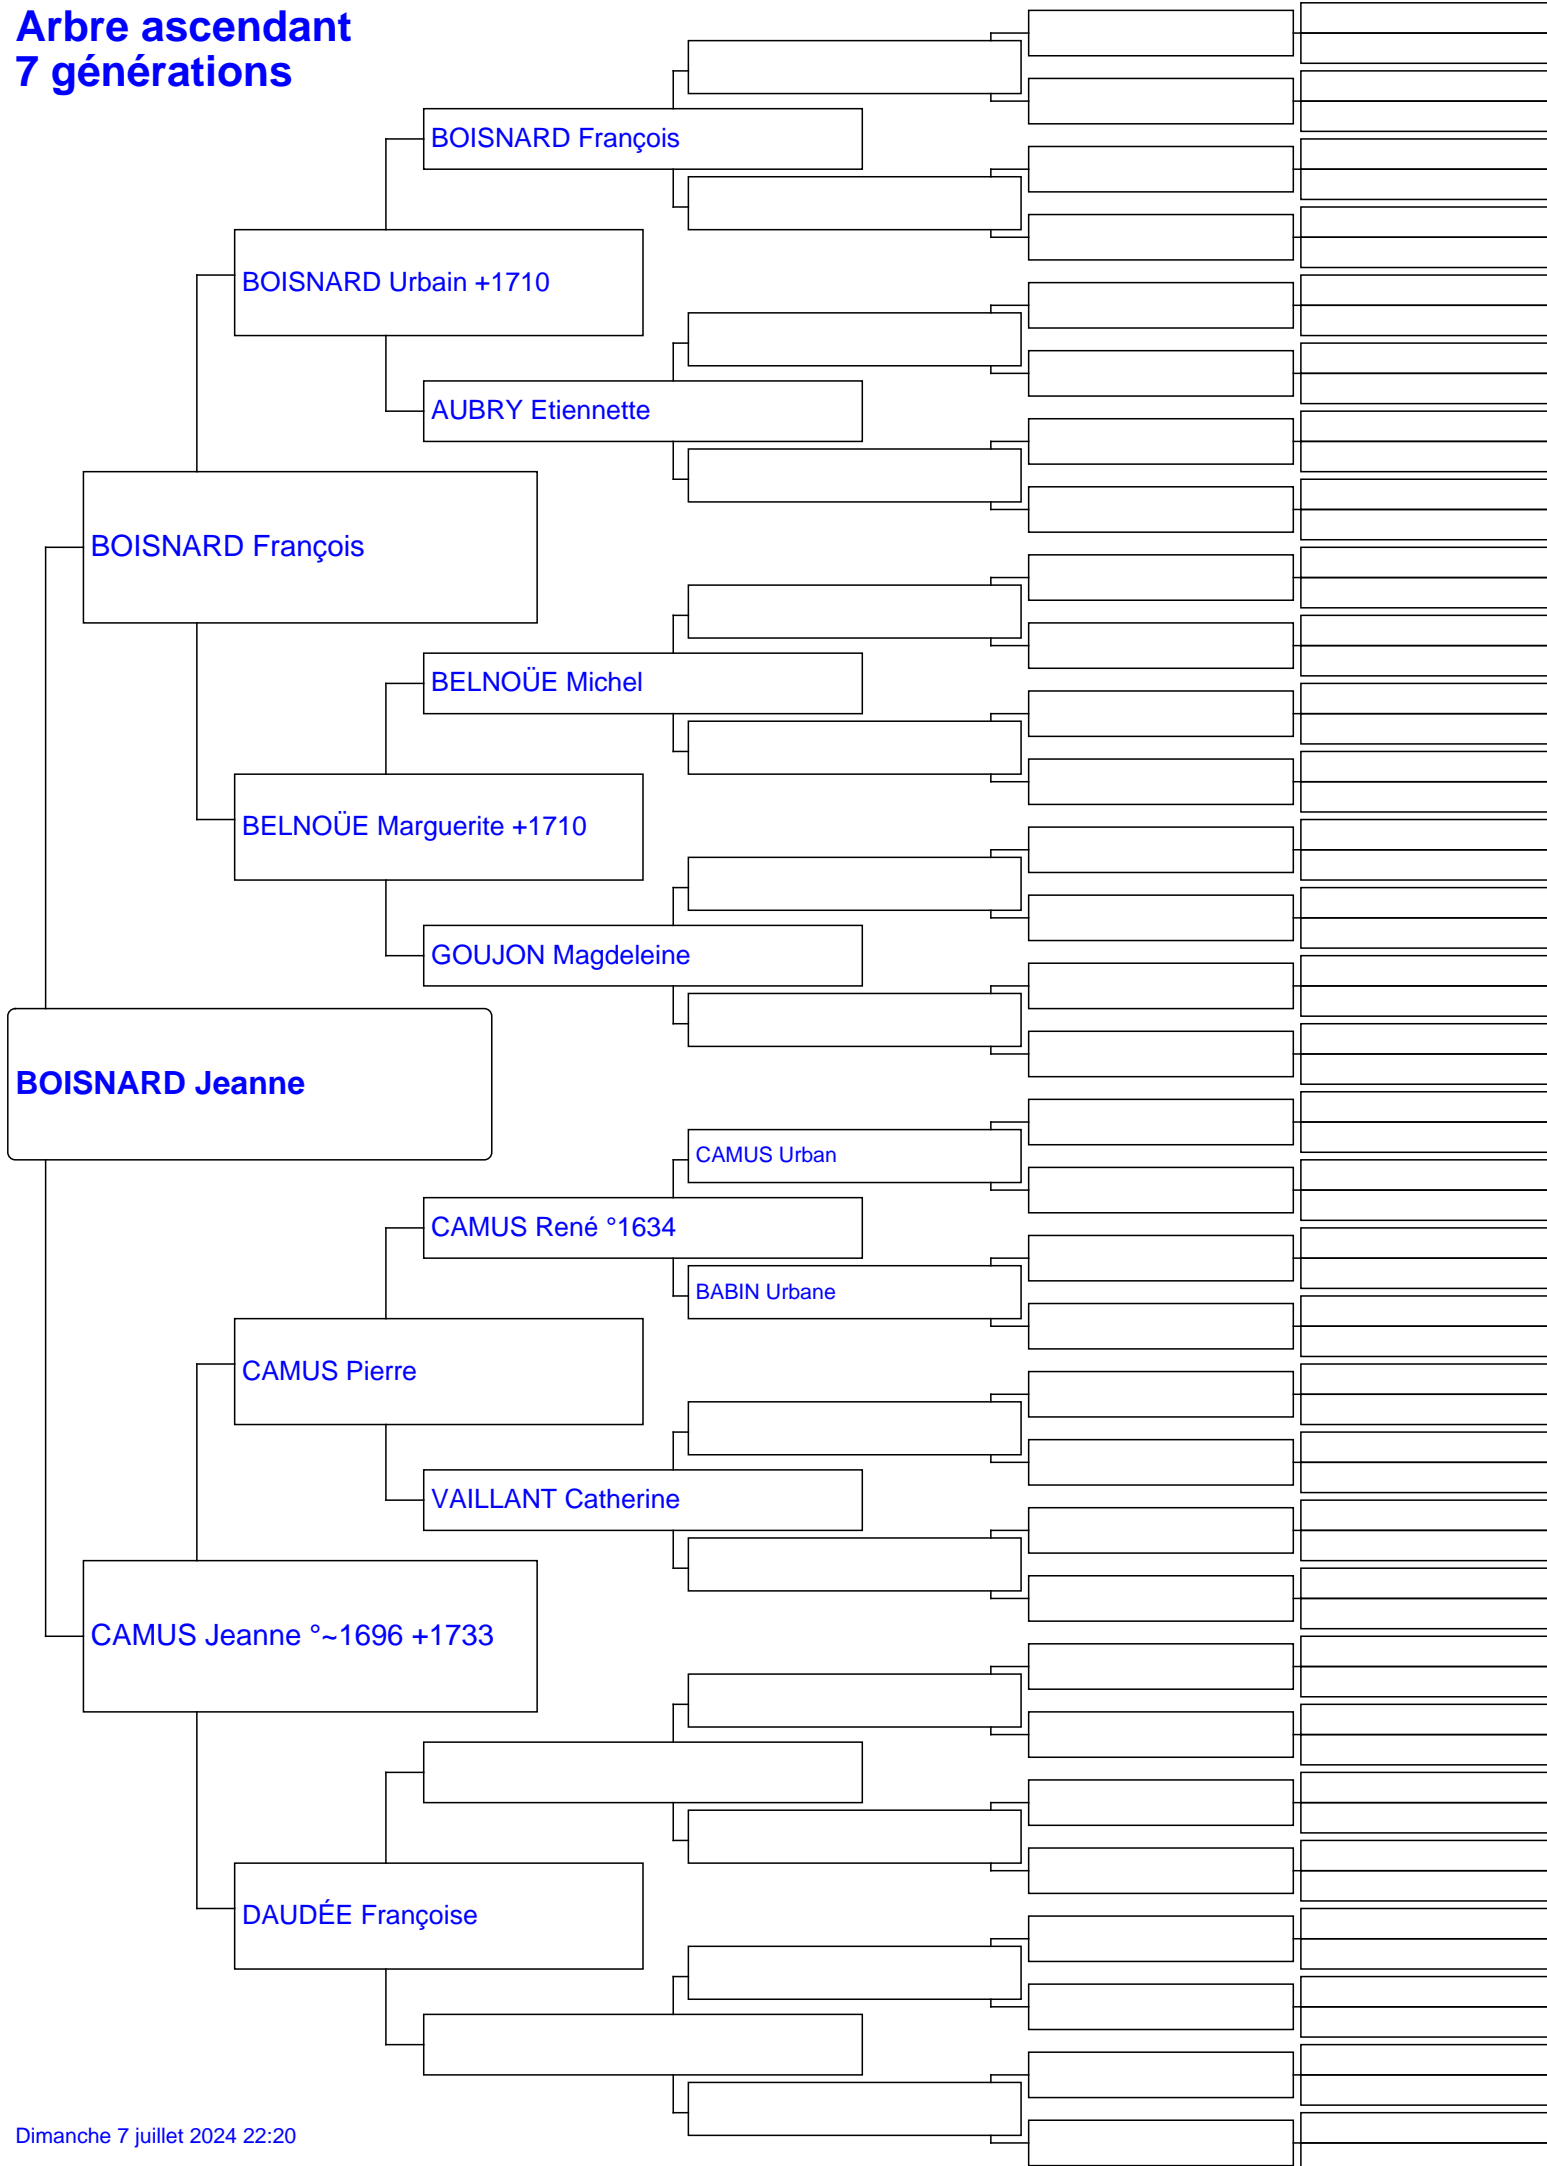 Arbre ascendant
7 générations
BOISNARD François
BOISNARD Urbain +1710
AUBRY Etiennette
BOISNARD François
BELNOÜE Michel
BELNOÜE Marguerite +1710
GOUJON Magdeleine
BOISNARD Jeanne
CAMUS Urban
CAMUS René °1634
BABIN Urbane
CAMUS Pierre
VAILLANT Catherine
CAMUS Jeanne °~1696 +1733
DAUDÉE Françoise
Dimanche 7 juillet 2024 22:20